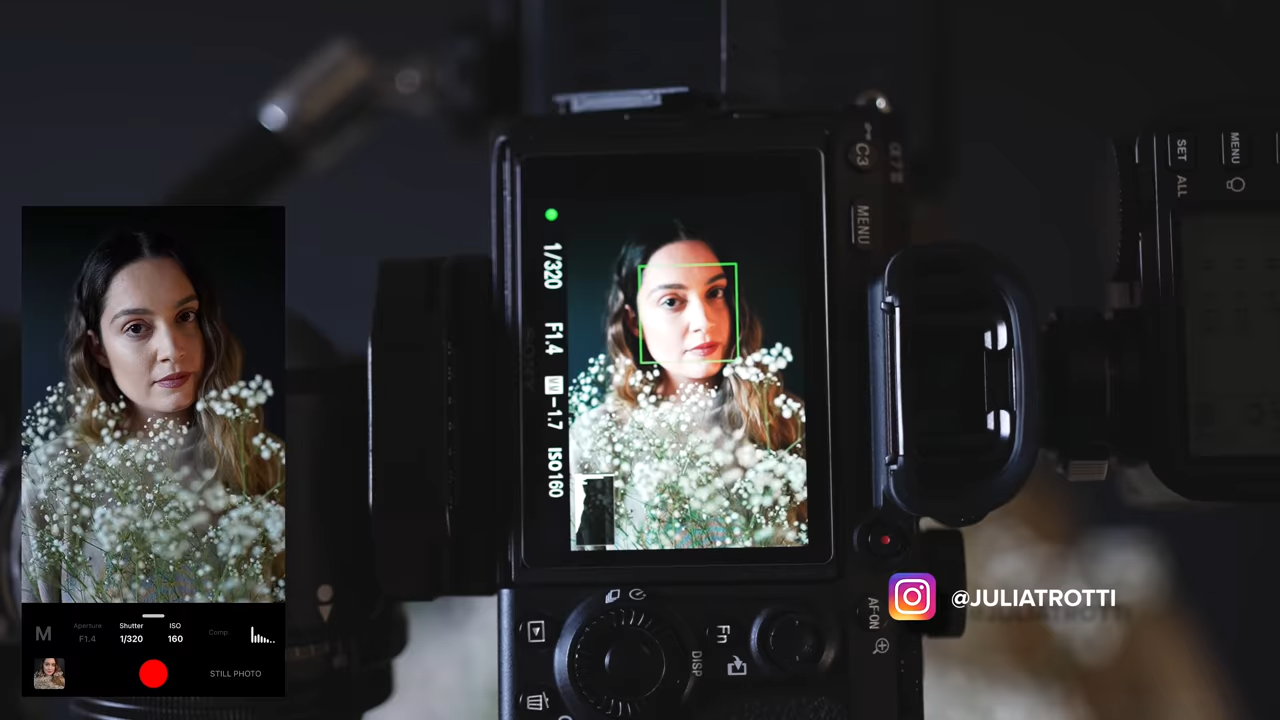 M
Aperture
F1.4
Shutter
1/320
ISO
160
Comp.
STILL PHOTO
1/320
F1.4
-1.7
ISO160
C3
MENU
Fn
DISP
AF-ON
SET
MENU
ALL
@JULIATROTTI